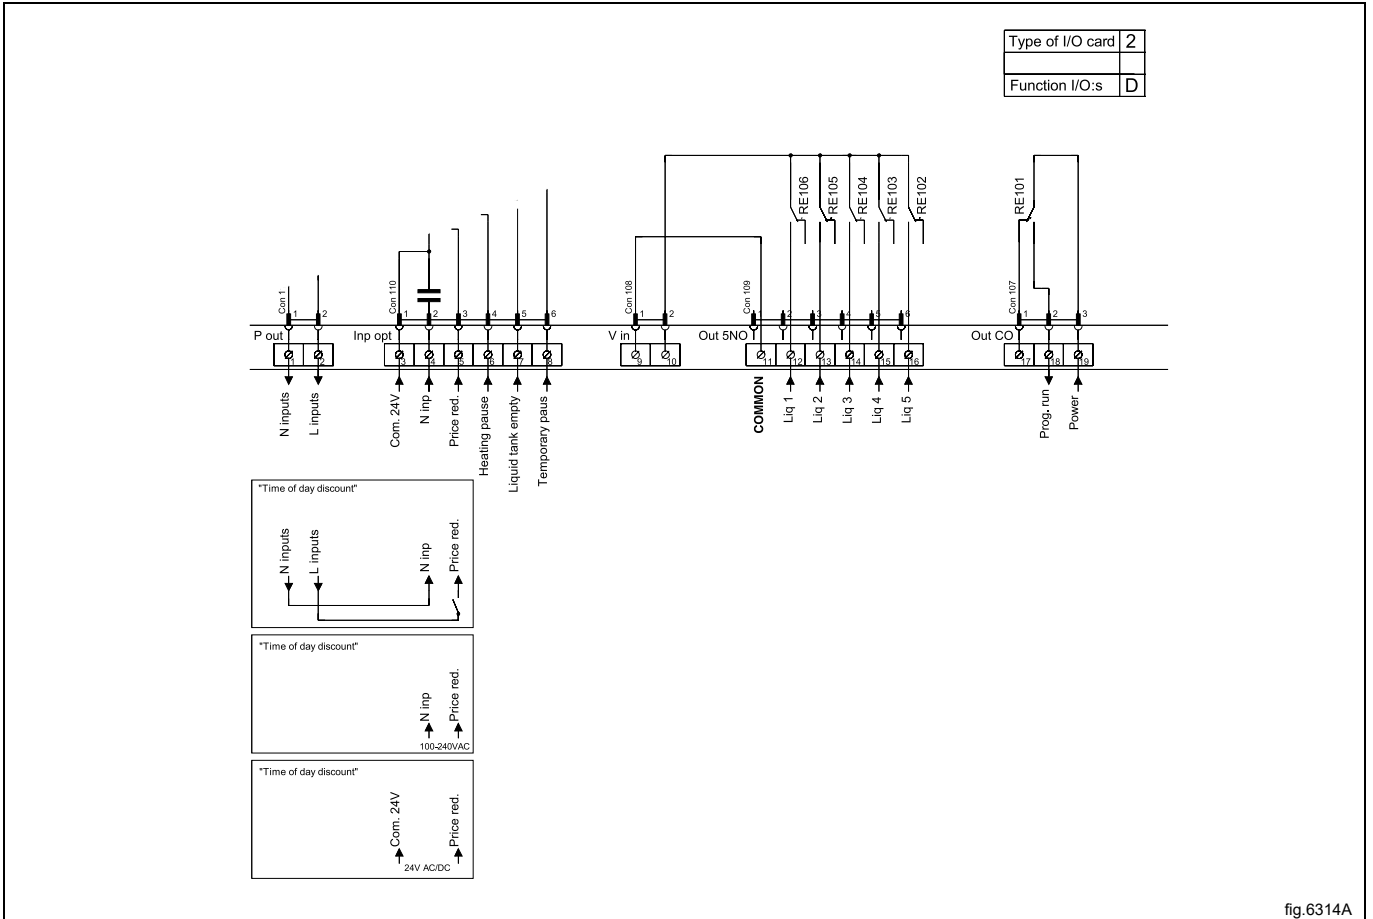 Type of I/O card 2
Function I/O:s D
RE106
RE105
RE104
RE103
RE102
RE101
Con 1
Con 110
Con 108
Con 109
Con 107
1 2
1 2 3 4 5 6
1 2
1 2 3 4 5 6
1 2 3
P out
Inp opt
V in
Out 5NO
Out CO
1 2
3 4 5 6 7 8
9 10
11 12 13 14 15 16
17 18 19
N inputs
L inputs
Com. 24V
N inp
Price red.
Heating pause
Liquid tank empty
Temporary paus
COMMON
Liq 1
Liq 2
Liq 3
Liq 4
Liq 5
Prog. run
Power
"Time of day discount"
N inputs
L inputs
N inp
Price red.
"Time of day discount"
N inp
Price red.
100-240VAC
"Time of day discount"
Com. 24V
Price red.
24V AC/DC
fig.6314A